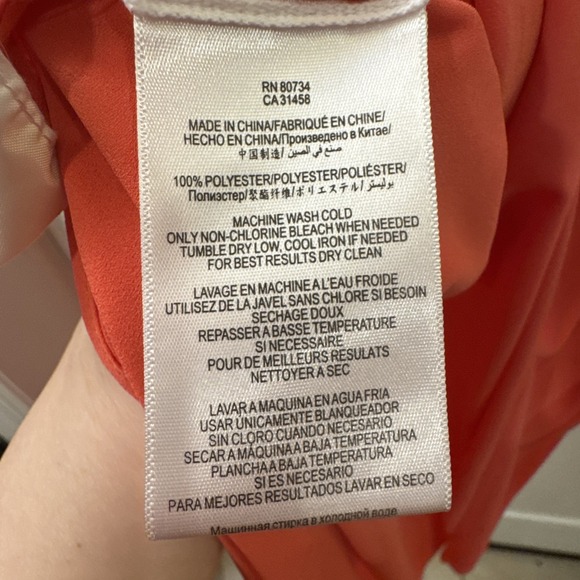 RN 80734
CA 31458
MADE IN CHINA/FABRIQUÉ EN CHINE/
HECHO EN CHINA/Произведено в Китае/
中国制造/ صنع في الصين/
100% POLYESTER/POLYESTER/POLIÉSTER/
Полиэстер/聚酯纤维/ポリエステル/ بوليستر/
MACHINE WASH COLD
ONLY NON-CHLORINE BLEACH WHEN NEEDED
TUMBLE DRY LOW, COOL IRON IF NEEDED
FOR BEST RESULTS DRY CLEAN
LAVAGE EN MACHINE A L'EAU FROIDE
UTILISEZ DE LA JAVEL SANS CHLORE SI BESOIN
SECHAGE DOUX
REPASSER A BASSE TEMPERATURE
SI NECESSAIRE
POUR DE MEILLEURS RESULATS
NETTOYER A SEC
LAVAR A MAQUINA EN AGUA FRIA
USAR ÚNICAMENTE BLANQUEADOR
SIN CLORO CUANDO NECESARIO
SECAR A MÁQUINA A BAJA TEMPERATURA
PLANCHA A BAJA TEMPERATURA
SI ES NECESARIO
PARA MEJORES RESULTADOS LAVAR EN SECO
Машинная стирка в холодной воде